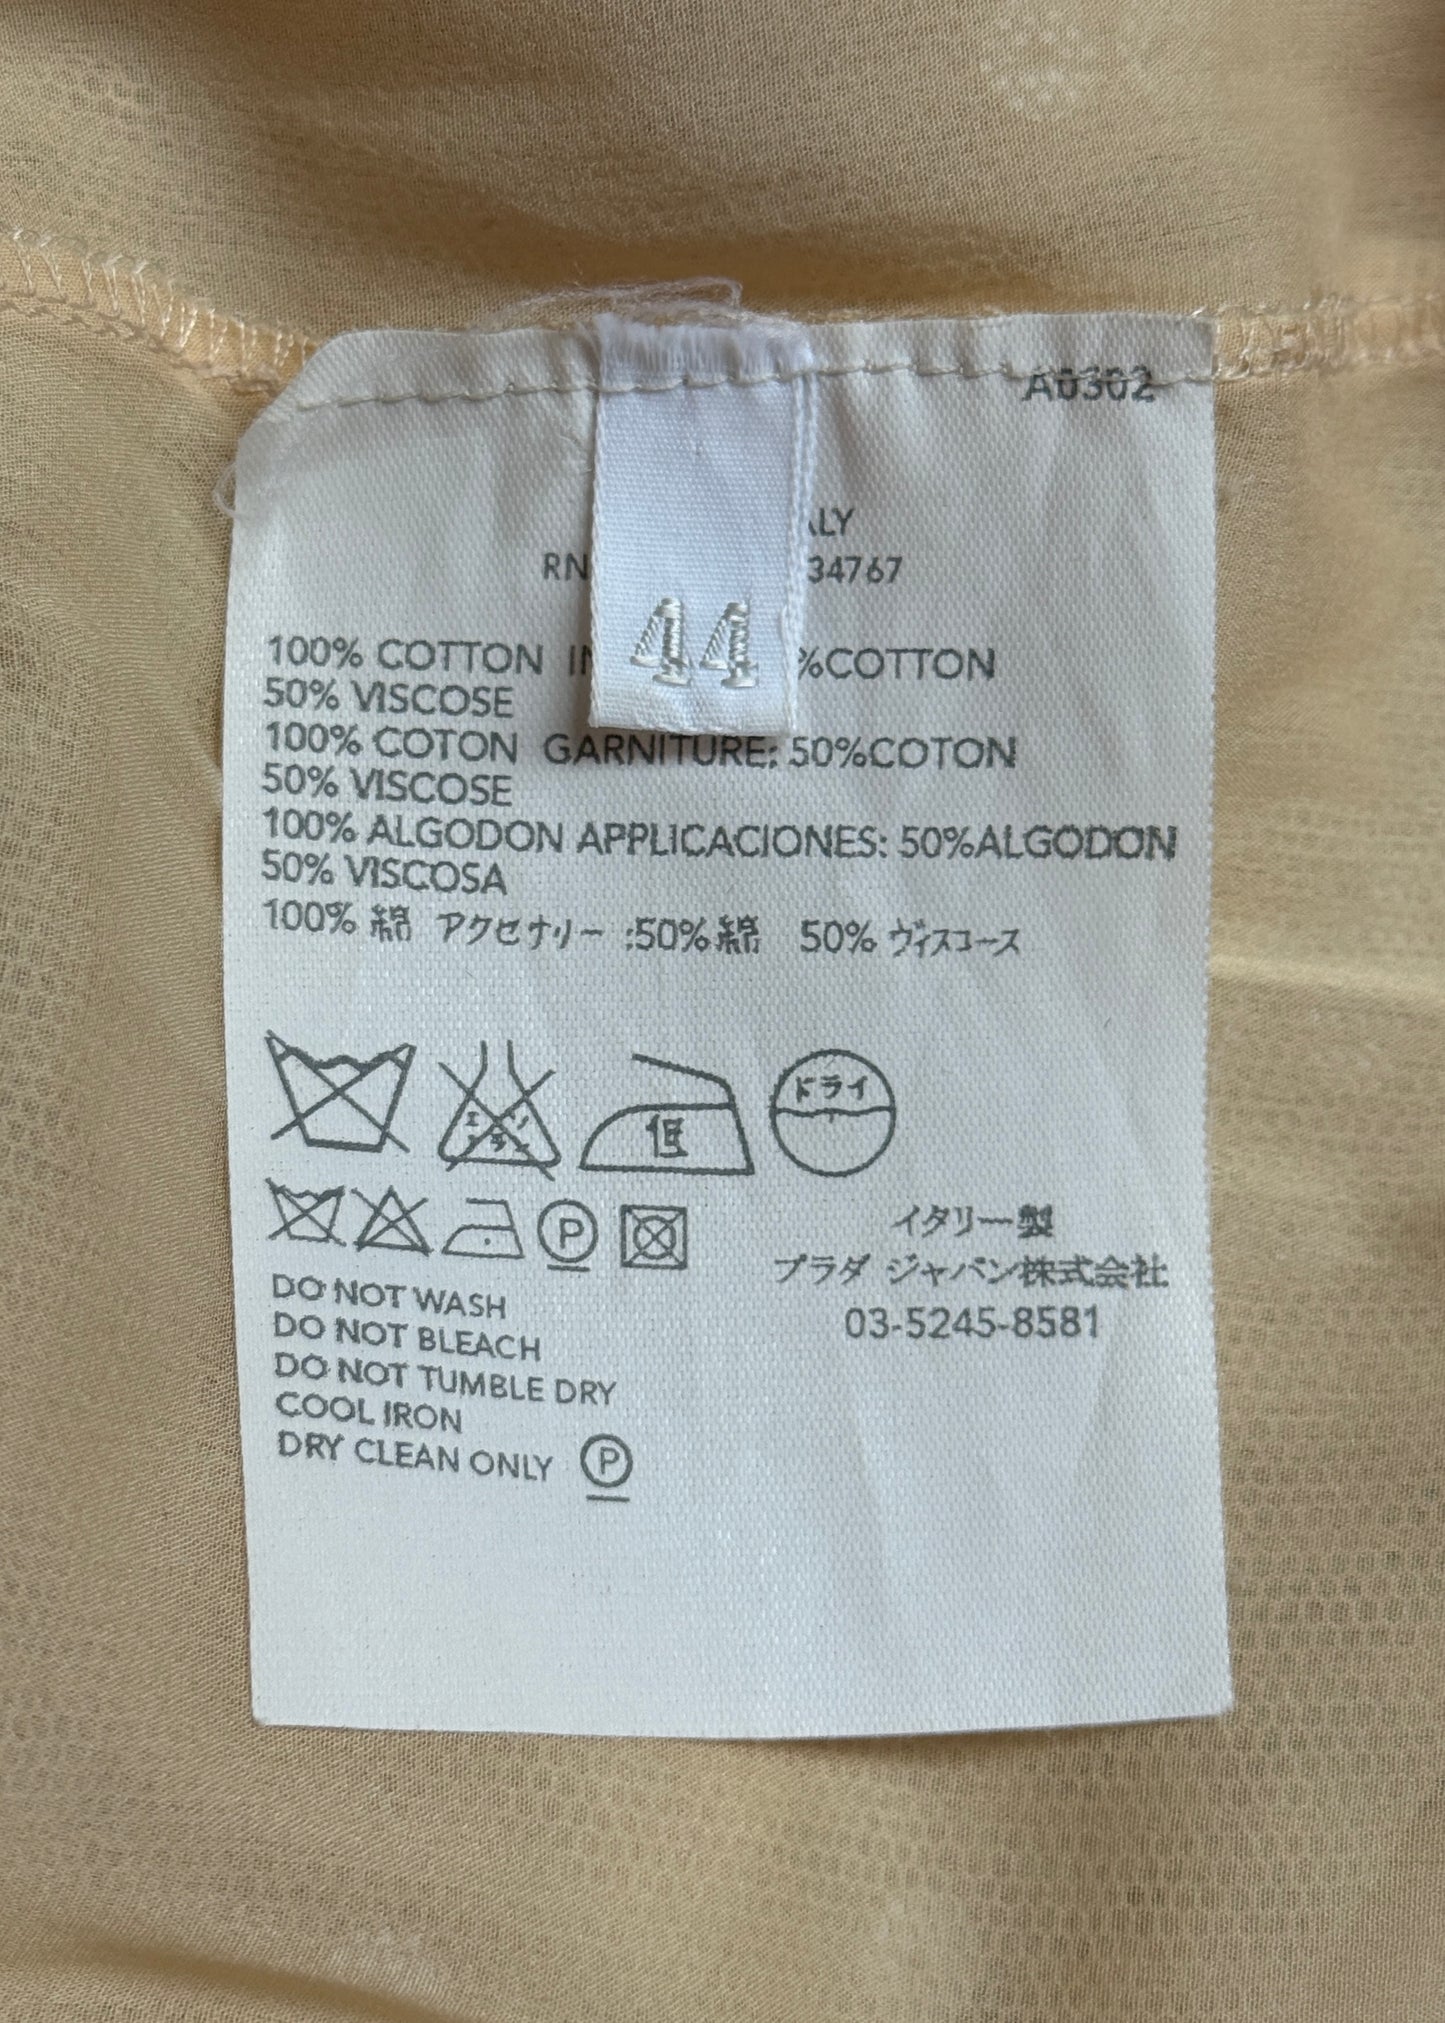 A0302
ALY
RN 34767
44
100% COTTON IN %COTTON
50% VISCOSE
100% COTON GARNITURE: 50%COTON
50% VISCOSE
100% ALGODON APPLICACIONES: 50%ALGODON
50% VISCOSA
100% 綿 アクセサリー :50%綿 50% ヴィスコース
エンソ
ドライ
低
P
イタリー製
プラダ ジャパン株式会社
03-5245-8581
DO NOT WASH
DO NOT BLEACH
DO NOT TUMBLE DRY
COOL IRON
DRY CLEAN ONLY P